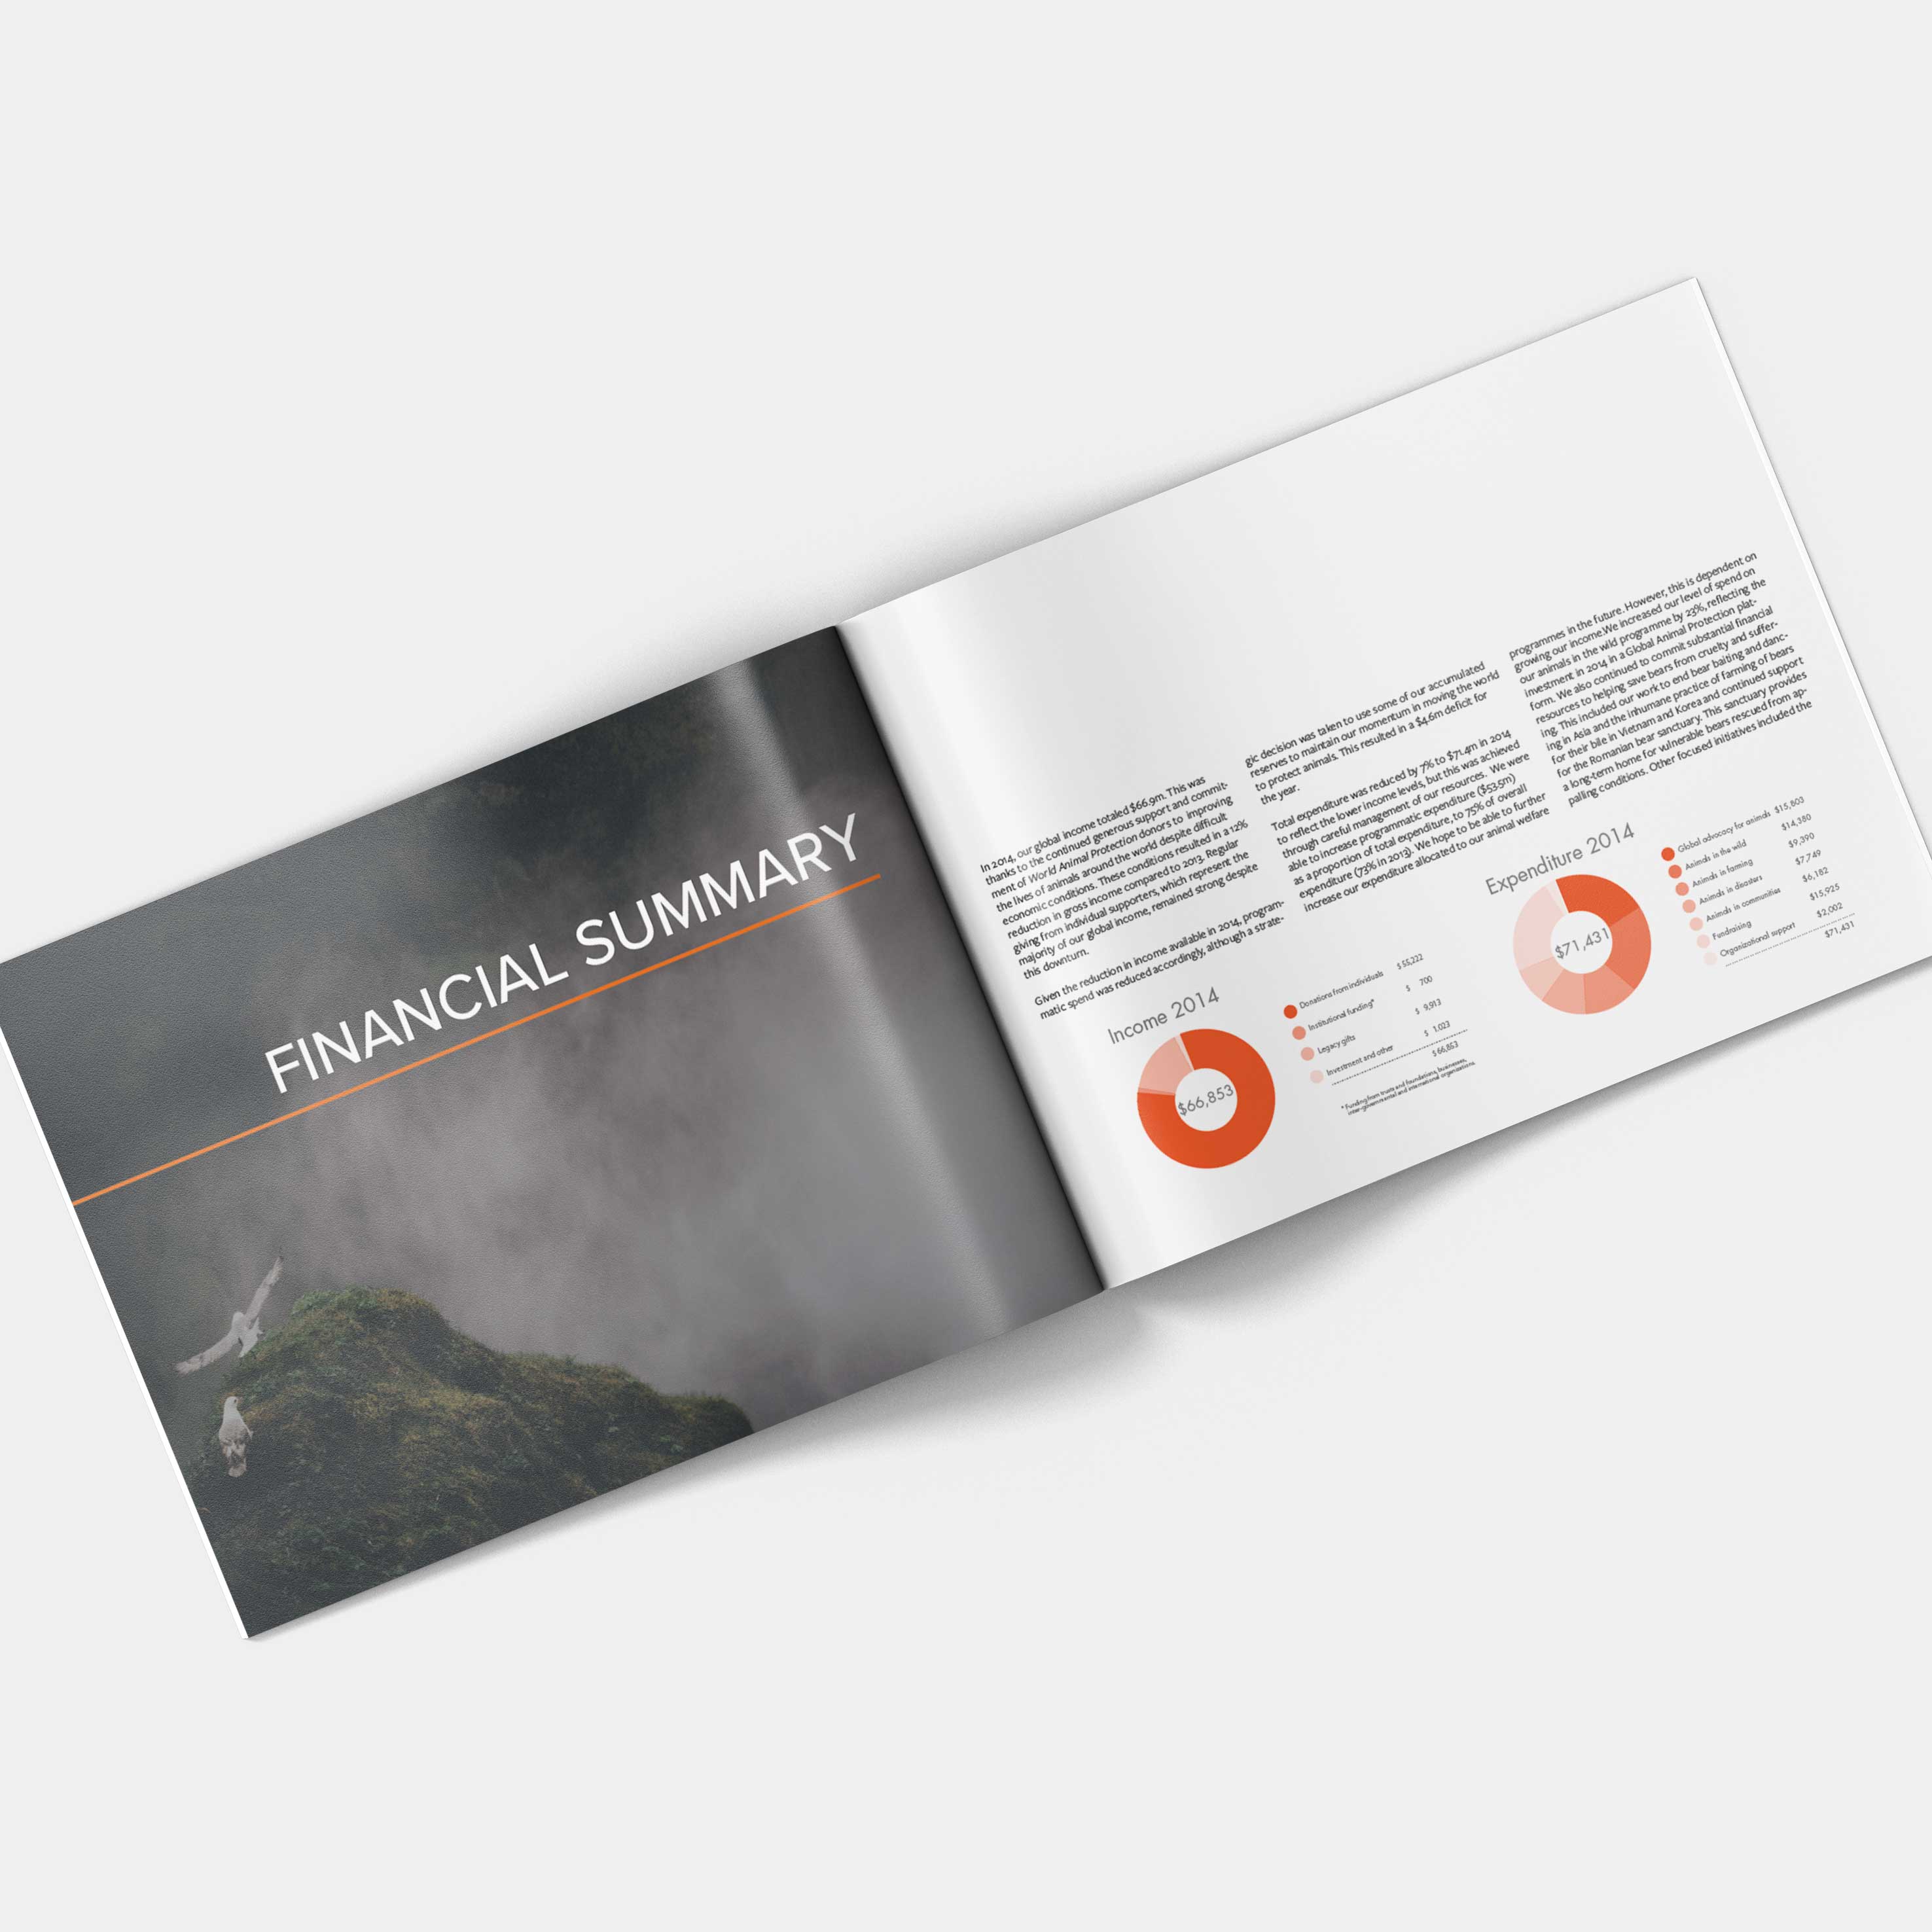 FINANCIAL SUMMARY
In 2014, our global income totaled $66.9m. This was
thanks to the continued generous support and commit-
ment of World Animal Protection donors to improving
the lives of animals around the world despite difficult
economic conditions. These conditions resulted in a 12%
reduction in gross income compared to 2013. Regular
giving from individual supporters, which represent the
majority of our global income, remained strong despite
this downturn.
Given the reduction in income available in 2014, program-
matic spend was reduced accordingly, although a strate-
gic decision was taken to use some of our accumulated
reserves to maintain our momentum in moving the world
to protect animals. This resulted in a $4.6m deficit for
the year.
Total expenditure was reduced by 7% to $71.4m in 2014
to reflect the lower income levels, but this was achieved
through careful management of our resources. We were
able to increase programmatic expenditure ($53.5m)
as a proportion of total expenditure, to 75% of overall
expenditure (73% in 2013). We hope to be able to further
increase our expenditure allocated to our animal welfare
programmes in the future. However, this is dependent on
growing our income.We increased our level of spend on
our animals in the wild programme by 23%, reflecting the
investment in 2014 in a Global Animal Protection plat-
form. We also continued to commit substantial financial
resources to helping save bears from cruelty and suffer-
ing. This included our work to end bear baiting and danc-
ing in Asia and the inhumane practice of farming of bears
for their bile in Vietnam and Korea and continued support
for the Romanian bear sanctuary. This sanctuary provides
a long-term home for vulnerable bears rescued from ap-
palling conditions. Other focused initiatives included the
Income 2014
$66,853
Donations from individuals $ 55,222
Institutional funding* $ 700
Legacy gifts $ 9,913
Investment and other $ 1,023
$ 66,853
* Funding from trusts and foundations, businesses,
inter-governmental and international organizations.
Expenditure 2014
$71,431
Global advocacy for animals $15,803
Animals in the wild $14,380
Animals in farming $9,390
Animals in disasters $7,749
Animals in communities $6,182
Fundraising $15,925
Organizational support $2,002
$71,431